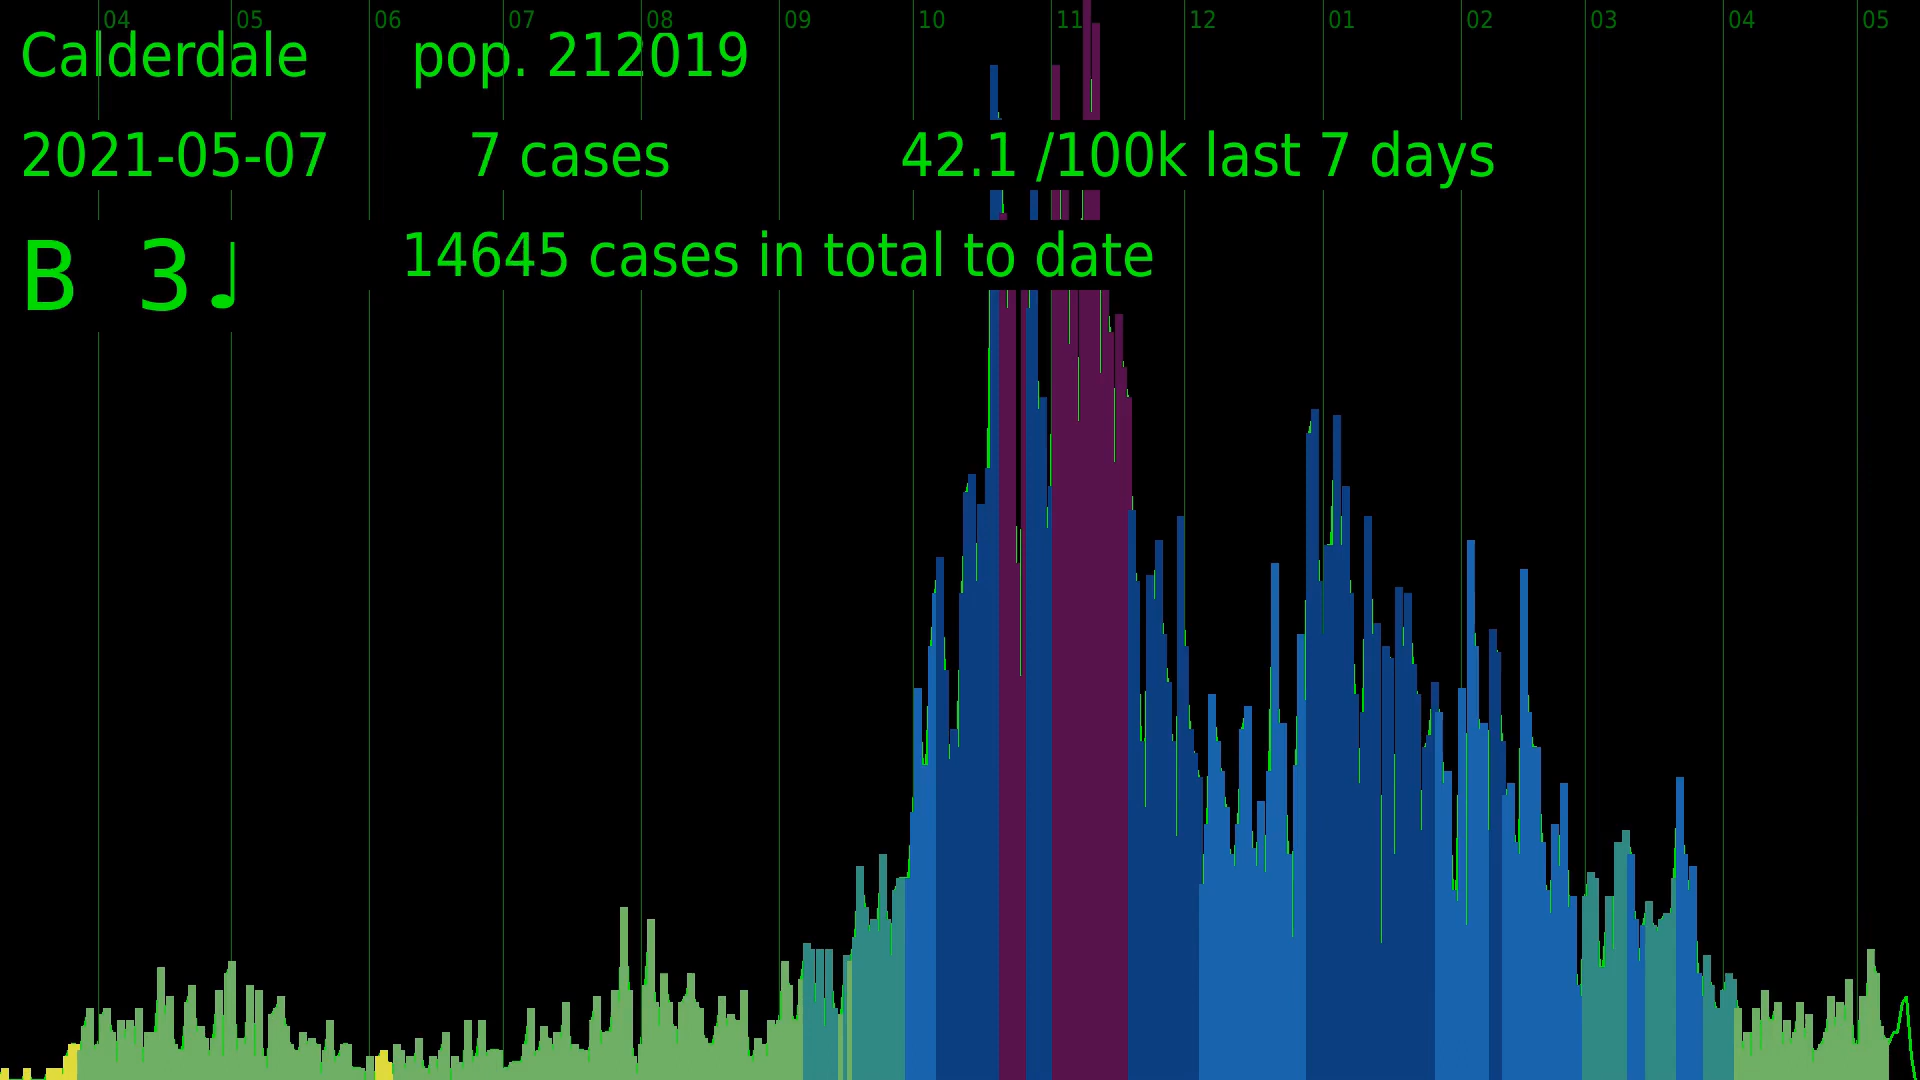 04 05 06 07 08 09 10 11 12 01 02 03 04 05
Calderdale pop. 212019
2021-05-07 7 cases 42.1 /100k last 7 days
B 3♩ 14645 cases in total to date